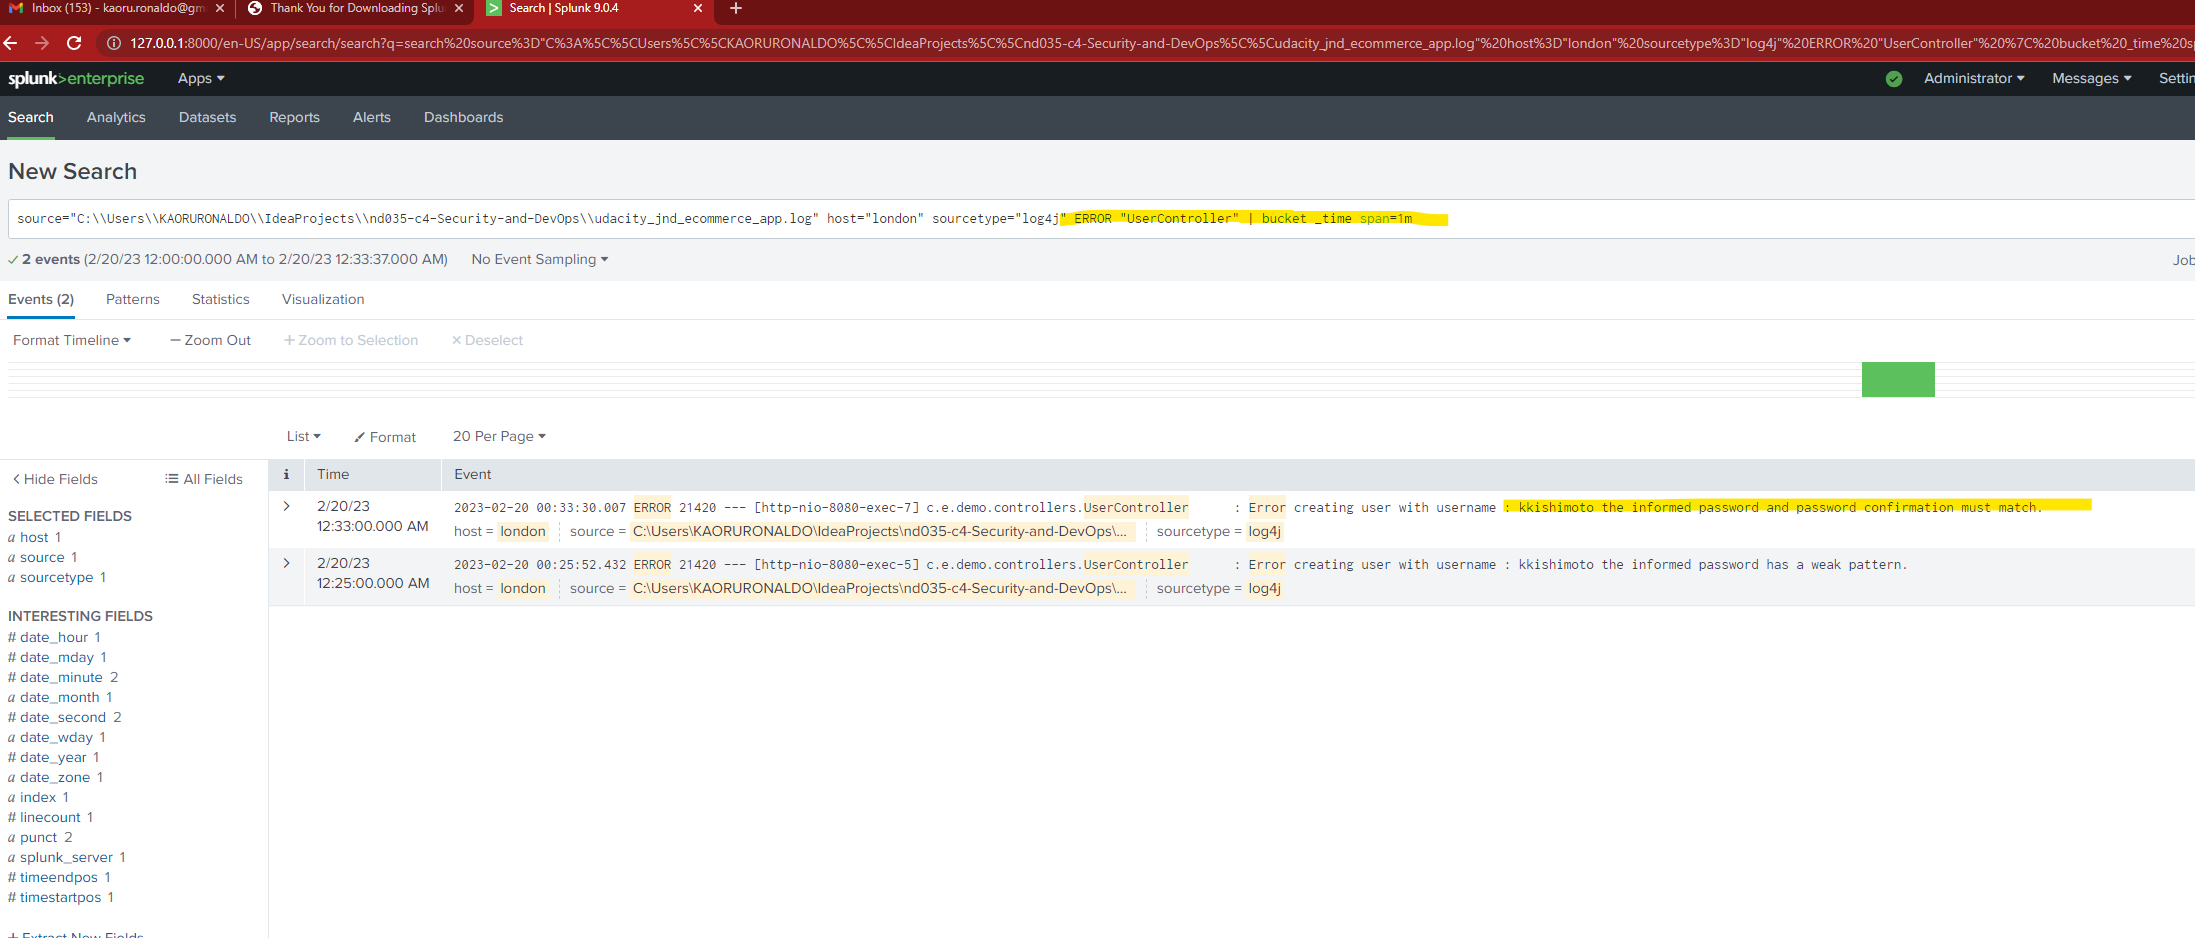 Inbox (153) - kaoru.ronaldo@gm
Thank You for Downloading Splu
Search | Splunk 9.0.4
127.0.0.1:8000/en-US/app/search/search?q=search%20source%3D"C%3A%5C%5CUsers%5C%5CKAORURONALDO%5C%5CIdeaProjects%5C%5Cnd035-c4-Security-and-DevOps%5C%5Cudacity_jnd_ecommerce_app.log"%20host%3D"london"%20sourcetype%3D"log4j"%20ERROR%20"UserController"%20%7C%20bucket%20_time%20s
splunk>enterprise Apps Administrator Messages Settin
Search Analytics Datasets Reports Alerts Dashboards
New Search
source="C:\\Users\\KAORURONALDO\\IdeaProjects\\nd035-c4-Security-and-DevOps\\udacity_jnd_ecommerce_app.log" host="london" sourcetype="log4j" ERROR "UserController" | bucket _time span=1m
2 events (2/20/23 12:00:00.000 AM to 2/20/23 12:33:37.000 AM) No Event Sampling Job
Events (2) Patterns Statistics Visualization
Format Timeline — Zoom Out + Zoom to Selection × Deselect
List Format 20 Per Page
< Hide Fields All Fields
i Time Event
SELECTED FIELDS
a host 1
a source 1
a sourcetype 1
INTERESTING FIELDS
# date_hour 1
# date_mday 1
# date_minute 2
a date_month 1
# date_second 2
a date_wday 1
# date_year 1
a date_zone 1
a index 1
# linecount 1
a punct 2
a splunk_server 1
# timeendpos 1
# timestartpos 1
+ Extract New Fields
2/20/23
12:33:00.000 AM
2023-02-20 00:33:30.007 ERROR 21420 --- [http-nio-8080-exec-7] c.e.demo.controllers.UserController : Error creating user with username : kkishimoto the informed password and password confirmation must match.
host = london source = C:\Users\KAORURONALDO\IdeaProjects\nd035-c4-Security-and-DevOps\... sourcetype = log4j
2/20/23
12:25:00.000 AM
2023-02-20 00:25:52.432 ERROR 21420 --- [http-nio-8080-exec-5] c.e.demo.controllers.UserController : Error creating user with username : kkishimoto the informed password has a weak pattern.
host = london source = C:\Users\KAORURONALDO\IdeaProjects\nd035-c4-Security-and-DevOps\... sourcetype = log4j